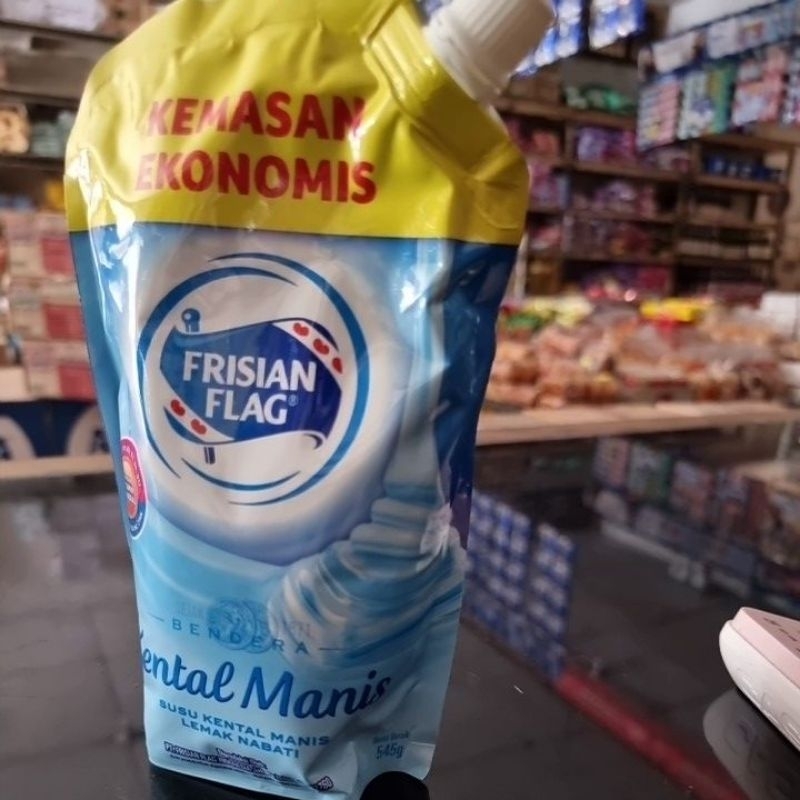 KEMASAN
EKONOMIS
FRISIAN
FLAG®
BENDERA
Kental Manis
SUSU KENTAL MANIS
LEMAK NABATI
545g